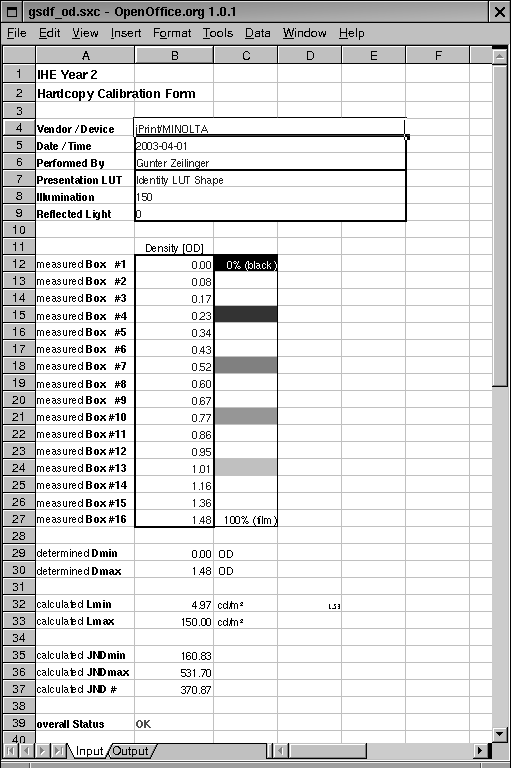 gsdf_od.sxc - OpenOffice.org 1.0.1
File Edit View Insert Format Tools Data Window Help
A B C D E F
1 IHE Year 2
2 Hardcopy Calibration Form
3
4 Vendor / Device iPrint/MINOLTA
5 Date / Time 2003-04-01
6 Performed By Gunter Zeilinger
7 Presentation LUT Identity LUT Shape
8 Illumination 150
9 Reflected Light 0
10
11 Density [OD]
12 measured Box #1 0.00 0% (black)
13 measured Box #2 0.08
14 measured Box #3 0.17
15 measured Box #4 0.23
16 measured Box #5 0.34
17 measured Box #6 0.43
18 measured Box #7 0.52
19 measured Box #8 0.60
20 measured Box #9 0.67
21 measured Box #10 0.77
22 measured Box #11 0.86
23 measured Box #12 0.95
24 measured Box #13 1.01
25 measured Box #14 1.16
26 measured Box #15 1.36
27 measured Box #16 1.48 100% (film)
28
29 determined Dmin 0.00 OD
30 determined Dmax 1.48 OD
31
32 calculated Lmin 4.97 cd/m²
33 calculated Lmax 150.00 cd/m²
34
35 calculated JNDmin 160.83
36 calculated JNDmax 531.70
37 calculated JND # 370.87
38
39 overall Status OK
40
Input Output